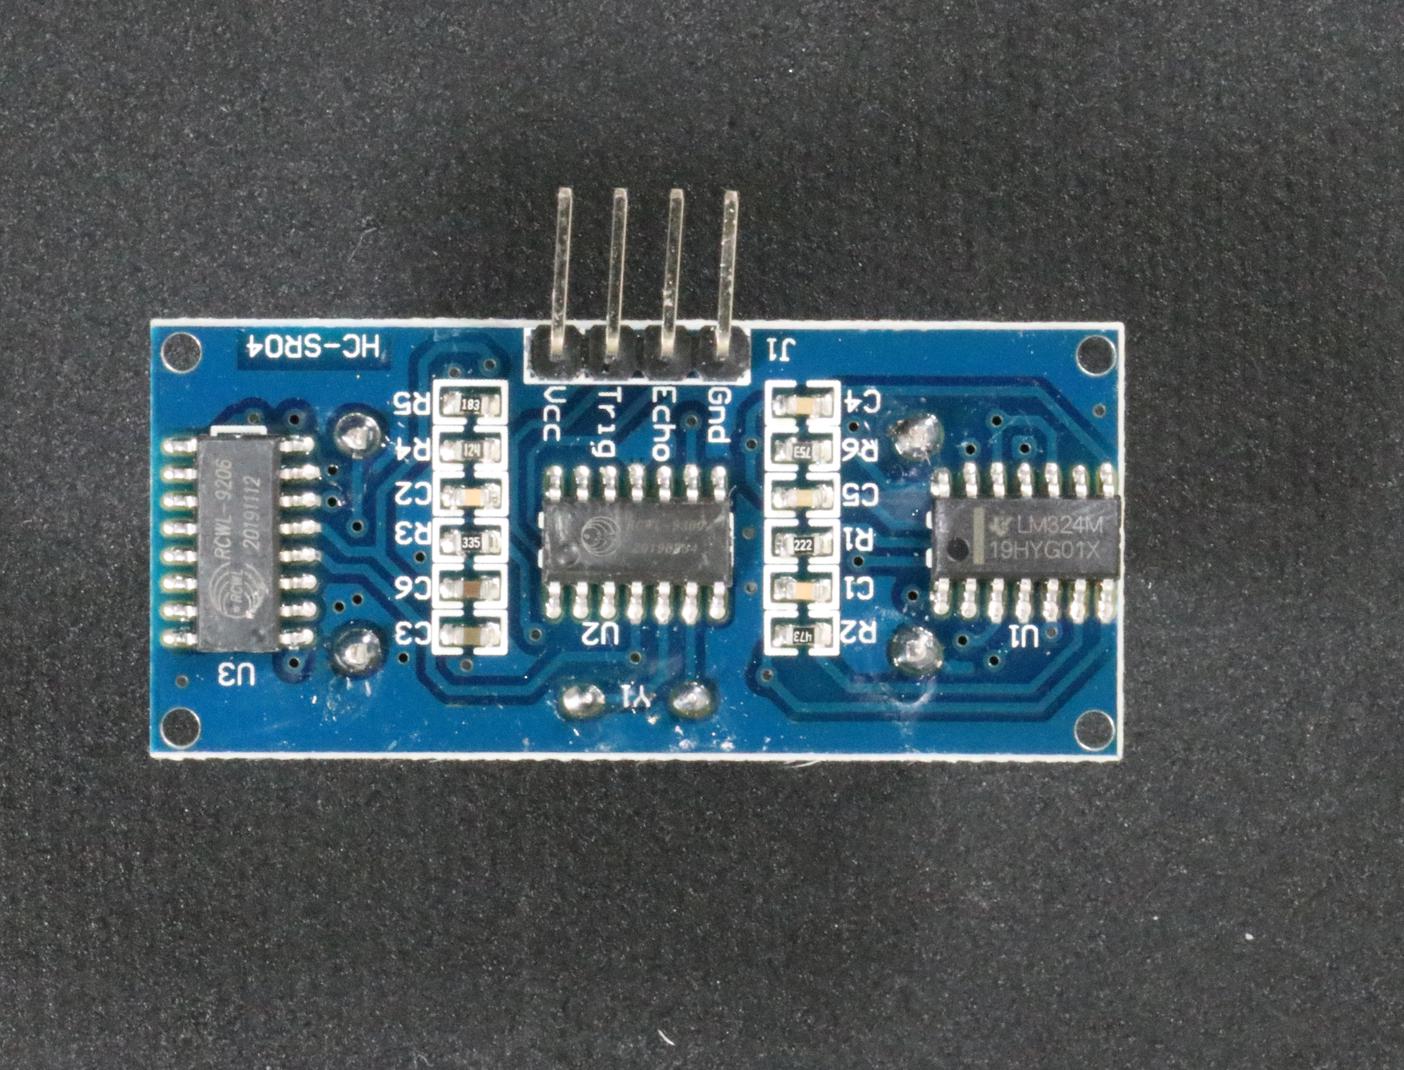 HC-SR04
J1
Vcc
Trig
Echo
Gnd
R5
183
R4
124
C2
R3
335
C6
C3
C4
R6
753
C5
R1
222
C1
R2
473
RCWL-9206
20191112
RCWL
U3
U2
Y1
LM324M
19HYG01X
U1